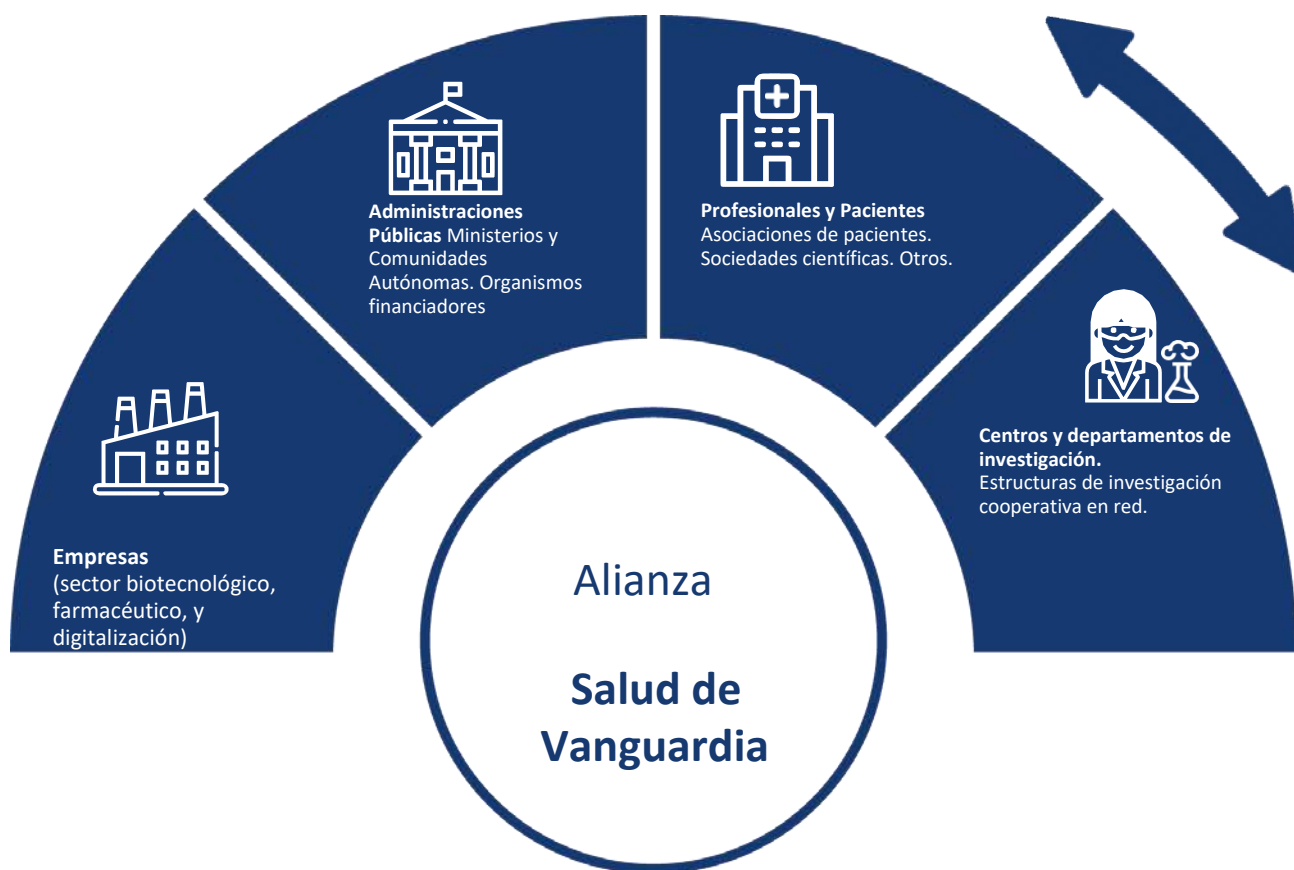 Administraciones
Públicas Ministerios y
Comunidades
Autónomas. Organismos
financiadores
Profesionales y Pacientes
Asociaciones de pacientes.
Sociedades científicas. Otros.
Centros y departamentos de
investigación.
Estructuras de investigación
cooperativa en red.
Empresas
(sector biotecnológico,
farmacéutico, y
digitalización)
Alianza
Salud de
Vanguardia